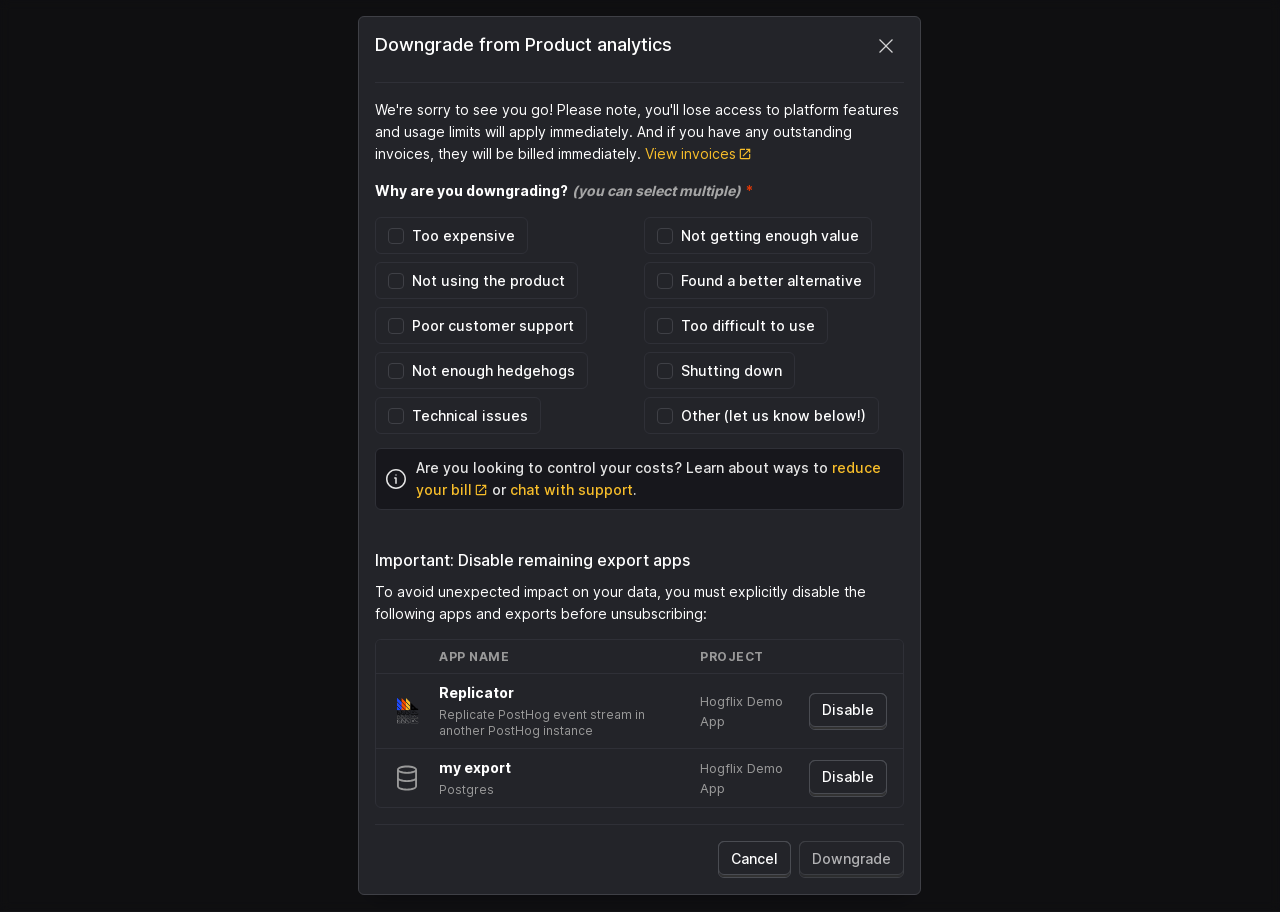 Downgrade from Product analytics
We're sorry to see you go! Please note, you'll lose access to platform features
and usage limits will apply immediately. And if you have any outstanding
invoices, they will be billed immediately. View invoices
Why are you downgrading? (you can select multiple) *
Too expensive
Not getting enough value
Not using the product
Found a better alternative
Poor customer support
Too difficult to use
Not enough hedgehogs
Shutting down
Technical issues
Other (let us know below!)
Are you looking to control your costs? Learn about ways to reduce
your bill or chat with support.
Important: Disable remaining export apps
To avoid unexpected impact on your data, you must explicitly disable the
following apps and exports before unsubscribing:
APP NAME PROJECT
Replicator
Replicate PostHog event stream in
another PostHog instance
Hogflix Demo
App
Disable
my export
Postgres
Hogflix Demo
App
Disable
Cancel
Downgrade